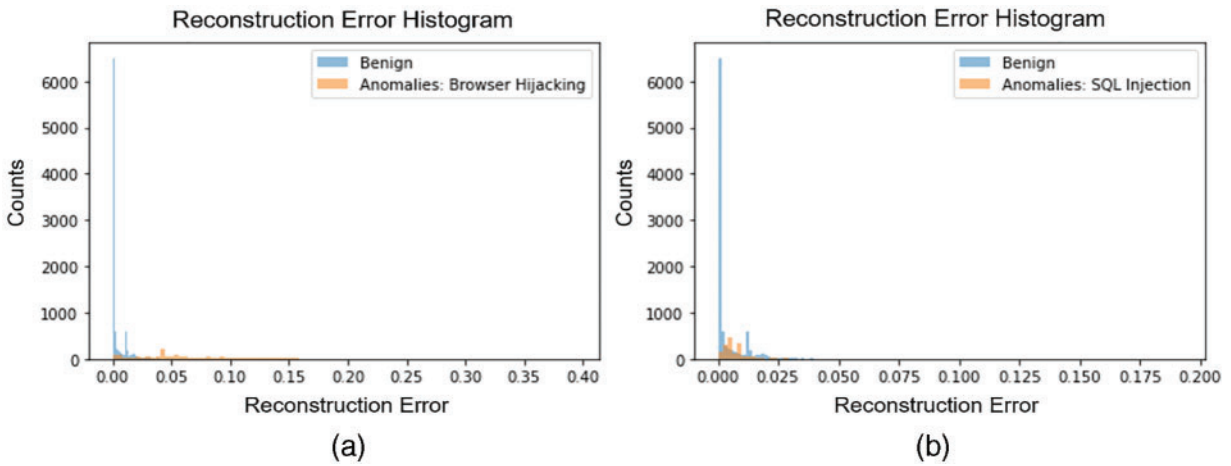 Reconstruction Error Histogram
Benign
Anomalies: Browser Hijacking
Counts
6000
5000
4000
3000
2000
1000
0
0.00 0.05 0.10 0.15 0.20 0.25 0.30 0.35 0.40
Reconstruction Error
(a)
Reconstruction Error Histogram
Benign
Anomalies: SQL Injection
Counts
6000
5000
4000
3000
2000
1000
0
0.000 0.025 0.050 0.075 0.100 0.125 0.150 0.175 0.200
Reconstruction Error
(b)